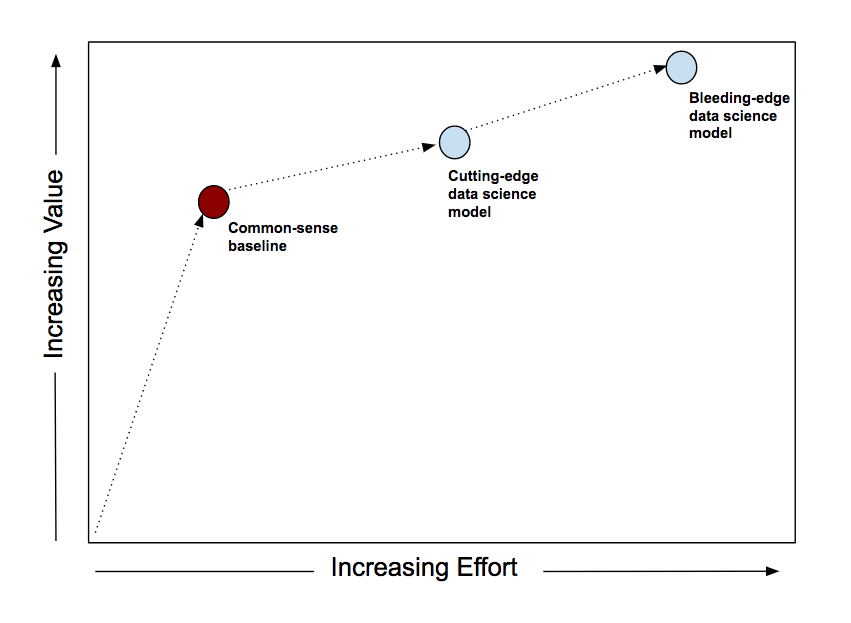 Bleeding-edge
data science
model
Cutting-edge
data science
model
Common-sense
baseline
Increasing Value
Increasing Effort